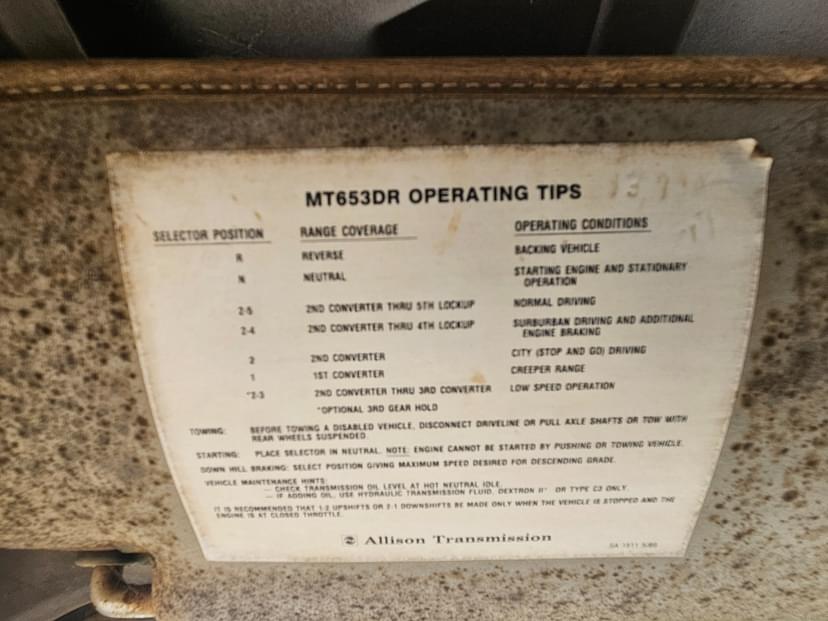 MT653DR OPERATING TIPS
SELECTOR POSITION RANGE COVERAGE OPERATING CONDITIONS
R REVERSE BACKING VEHICLE
N NEUTRAL STARTING ENGINE AND STATIONARY
OPERATION
2-5 2ND CONVERTER THRU 5TH LOCKUP NORMAL DRIVING
2-4 2ND CONVERTER THRU 4TH LOCKUP SURBURBAN DRIVING AND ADDITIONAL
ENGINE BRAKING
2 2ND CONVERTER CITY (STOP AND GO) DRIVING
1 1ST CONVERTER CREEPER RANGE
*2-3 2ND CONVERTER THRU 3RD CONVERTER LOW SPEED OPERATION
*OPTIONAL 3RD GEAR HOLD
TOWING: BEFORE TOWING A DISABLED VEHICLE, DISCONNECT DRIVELINE OR PULL AXLE SHAFTS OR TOW WITH
REAR WHEELS SUSPENDED.
STARTING: PLACE SELECTOR IN NEUTRAL. NOTE: ENGINE CANNOT BE STARTED BY PUSHING OR TOWING VEHICLE.
DOWN HILL BRAKING: SELECT POSITION GIVING MAXIMUM SPEED DESIRED FOR DESCENDING GRADE.
VEHICLE MAINTENANCE HINTS:
— CHECK TRANSMISSION OIL LEVEL AT HOT NEUTRAL IDLE.
— IF ADDING OIL, USE HYDRAULIC TRANSMISSION FLUID, DEXTRON II* OR TYPE C3 ONLY.
IT IS RECOMMENDED THAT 1-2 UPSHIFTS OR 2-1 DOWNSHIFTS BE MADE ONLY WHEN THE VEHICLE IS STOPPED AND THE
ENGINE IS AT CLOSED THROTTLE.
Allison Transmission
SA 1811